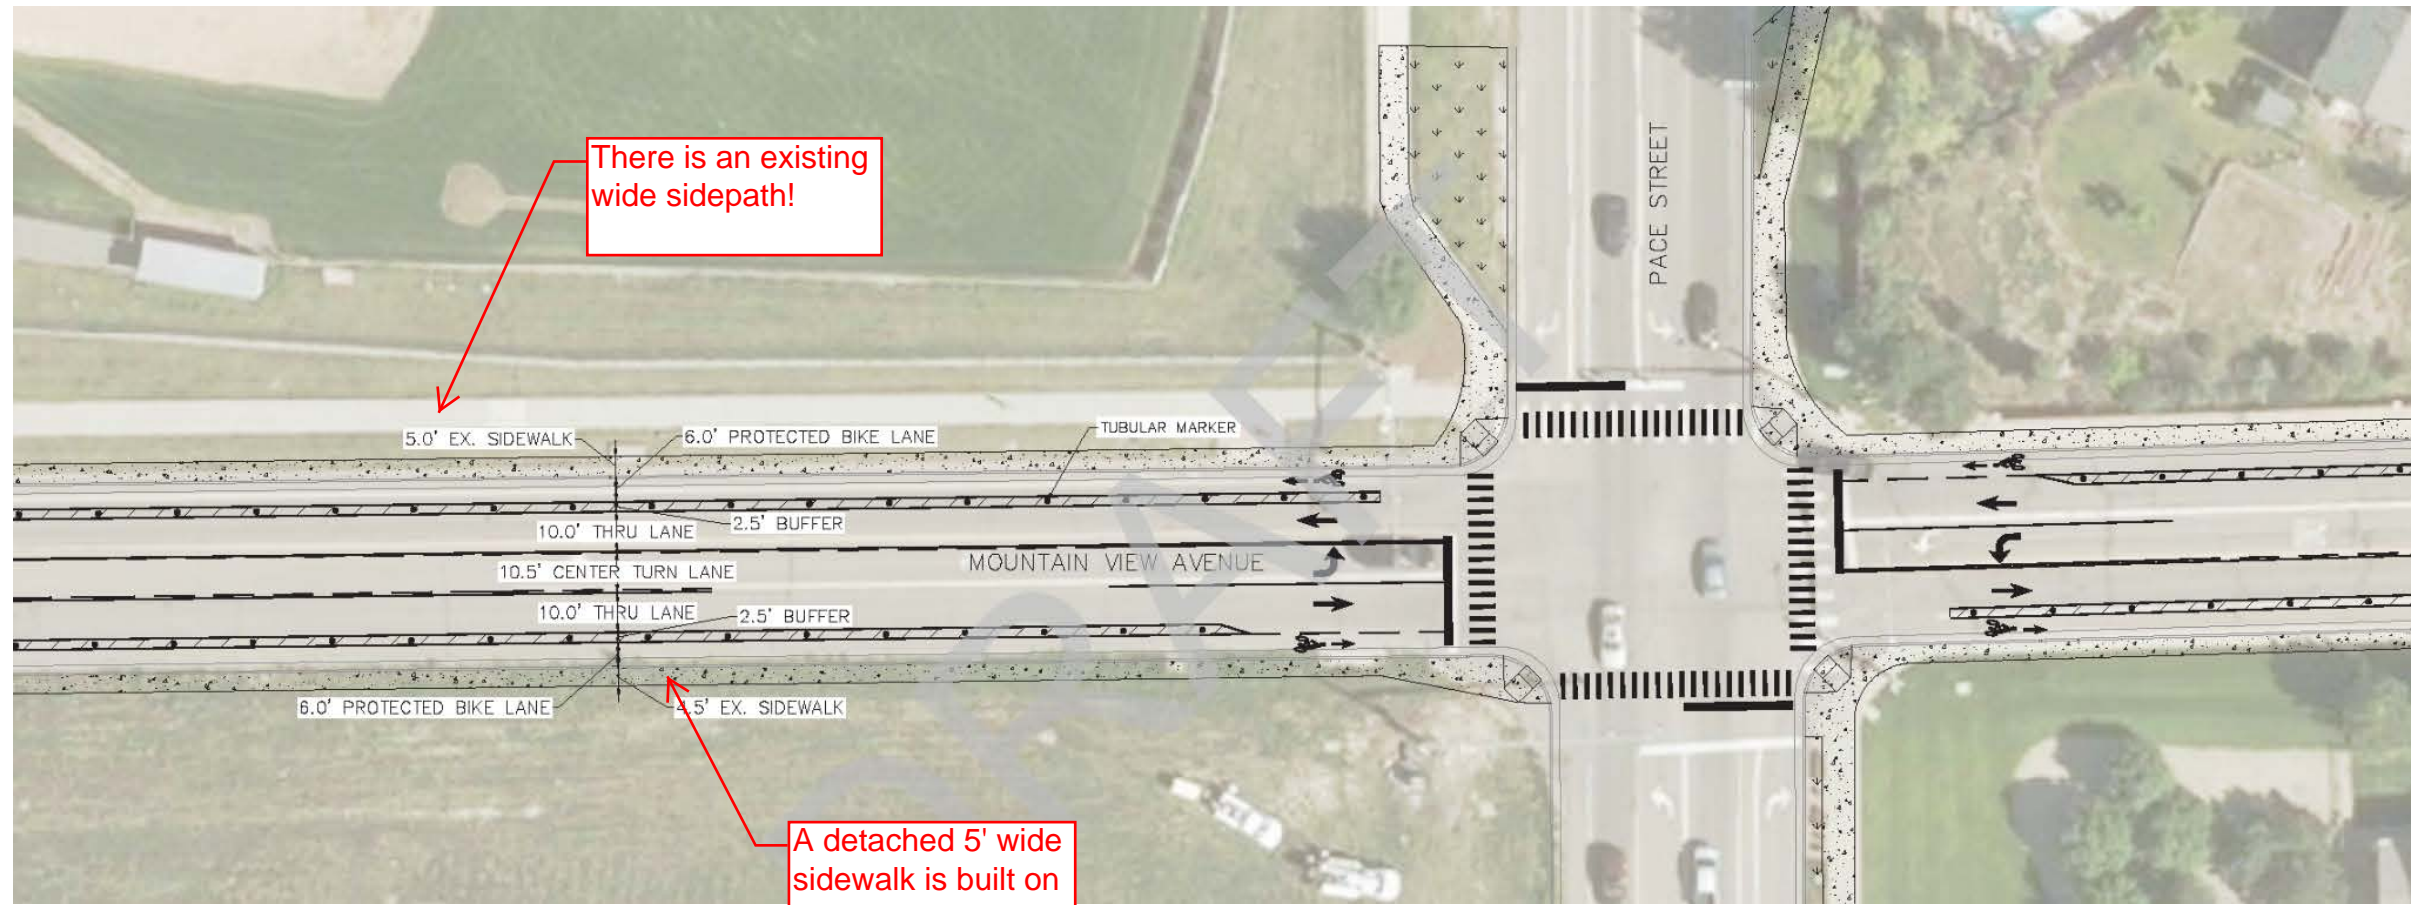 There is an existing
wide sidepath!
PACE STREET
5.0' EX. SIDEWALK
6.0' PROTECTED BIKE LANE
TUBULAR MARKER
2.5' BUFFER
10.0' THRU LANE
MOUNTAIN VIEW AVENUE
10.5' CENTER TURN LANE
10.0' THRU LANE
2.5' BUFFER
6.0' PROTECTED BIKE LANE
4.5' EX. SIDEWALK
DRAFT
A detached 5' wide
sidewalk is built on